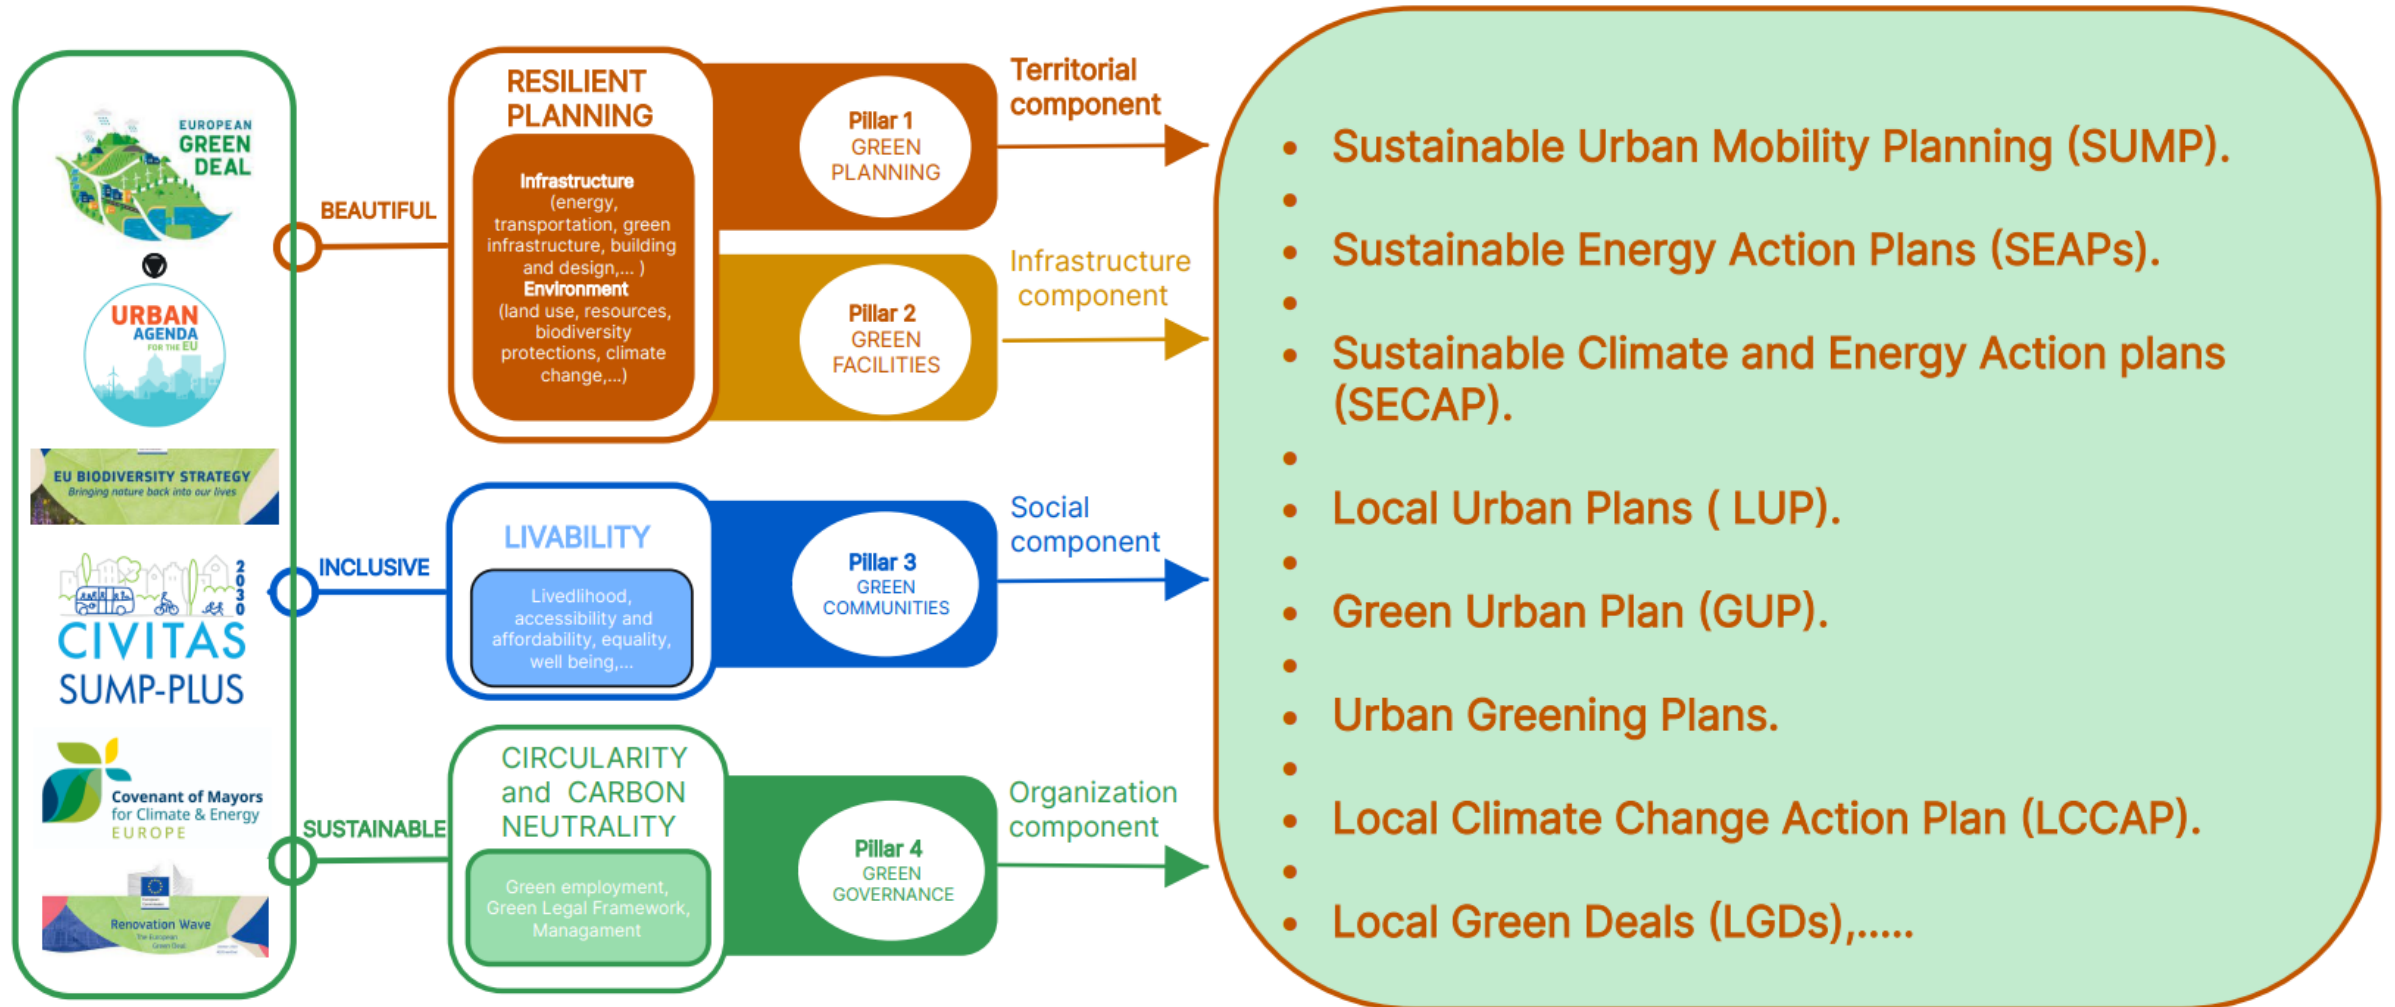 EUROPEAN
GREEN
DEAL
URBAN
AGENDA
FOR THE EU
EU BIODIVERSITY STRATEGY
Bringing nature back into our lives
2030
CIVITAS
SUMP-PLUS
Covenant of Mayors
for Climate & Energy
EUROPE
Renovation Wave
The European
Green Deal
BEAUTIFUL
INCLUSIVE
SUSTAINABLE
RESILIENT
PLANNING
Infrastructure
(energy,
transportation, green
infrastructure, building
and design,... )
Environment
(land use, resources,
biodiversity
protections, climate
change,...)
Pillar 1
GREEN
PLANNING
Territorial
component
Pillar 2
GREEN
FACILITIES
Infrastructure
component
LIVABILITY
Livedlihood,
accessibility and
affordability, equality,
well being,...
Pillar 3
GREEN
COMMUNITIES
Social
component
CIRCULARITY
and CARBON
NEUTRALITY
Green employment,
Green Legal Framework,
Managament
Pillar 4
GREEN
GOVERNANCE
Organization
component
• Sustainable Urban Mobility Planning (SUMP).
•
• Sustainable Energy Action Plans (SEAPs).
•
• Sustainable Climate and Energy Action plans
(SECAP).
•
• Local Urban Plans ( LUP).
•
• Green Urban Plan (GUP).
•
• Urban Greening Plans.
•
• Local Climate Change Action Plan (LCCAP).
•
• Local Green Deals (LGDs),.....